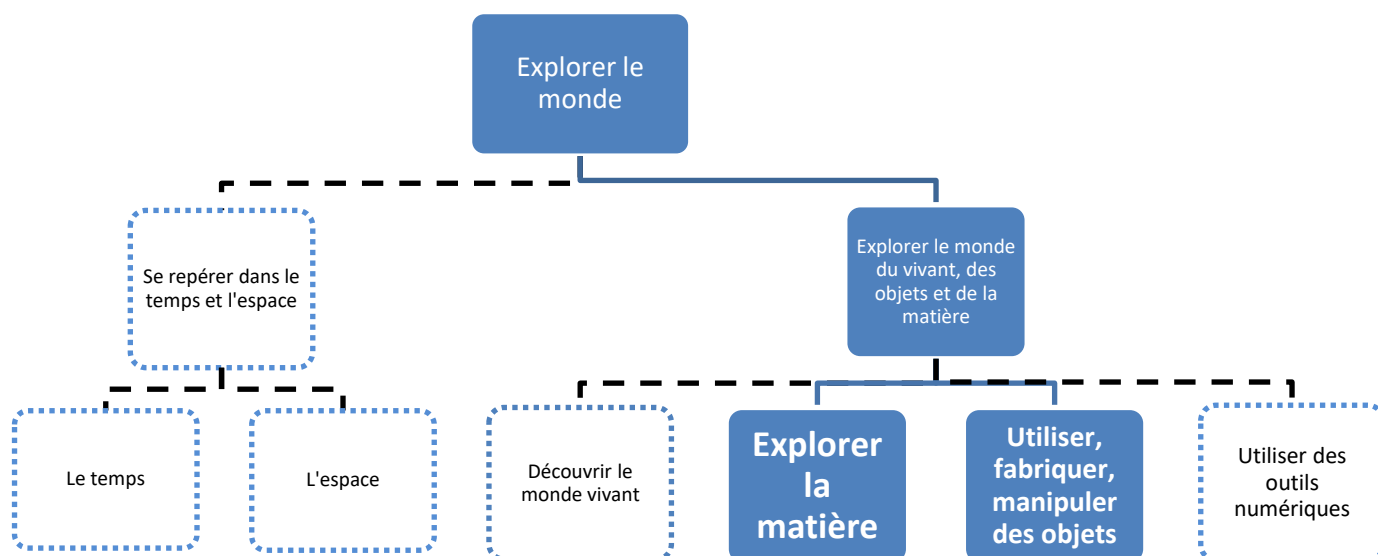 Explorer le
monde
Se repérer dans le
temps et l'espace
Explorer le monde
du vivant, des
objets et de la
matière
Le temps
L'espace
Découvrir le
monde vivant
Explorer
la
matière
Utiliser,
fabriquer,
manipuler
des objets
Utiliser des
outils
numériques